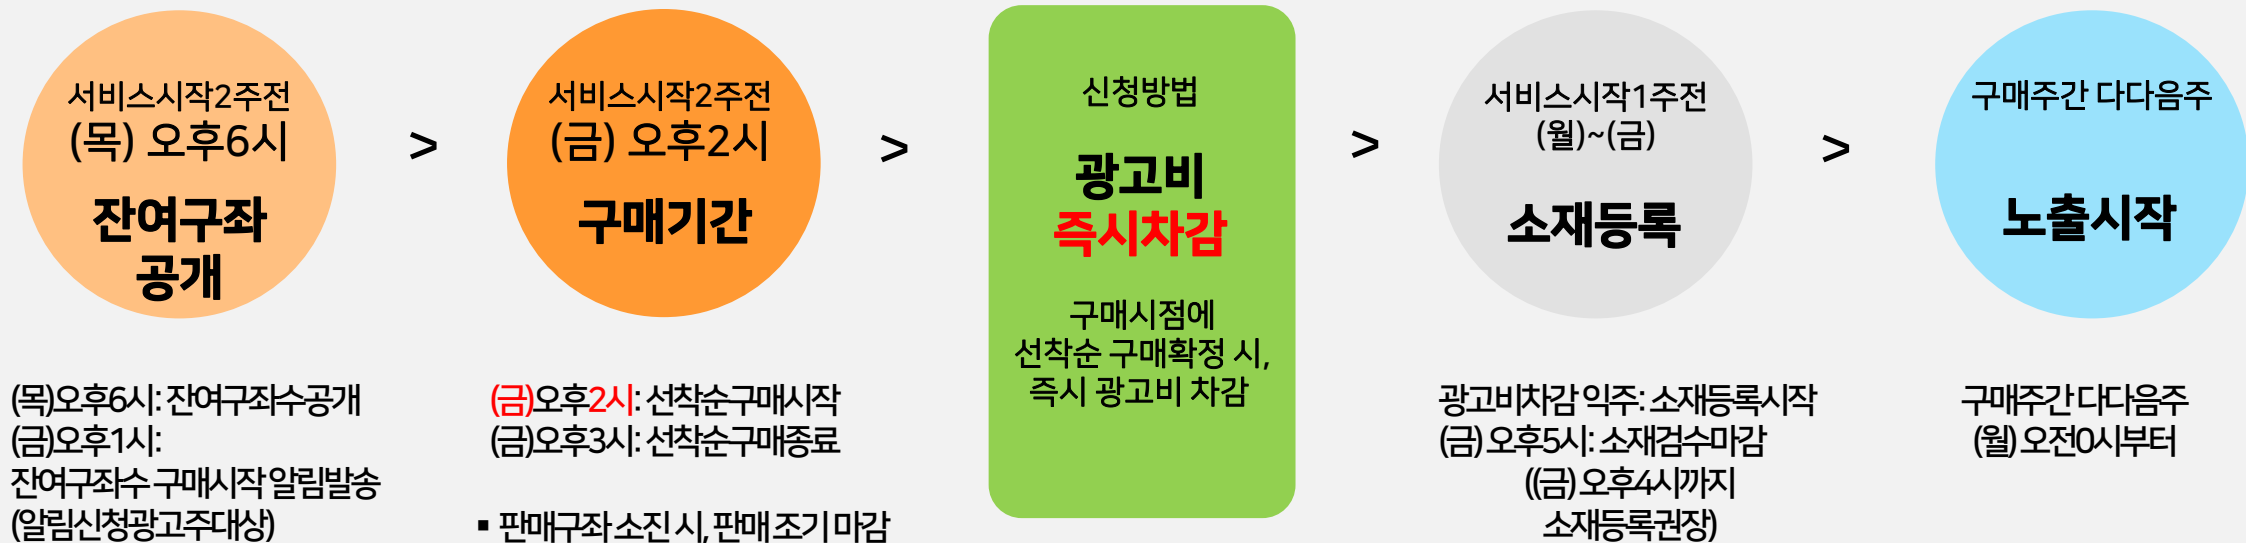 서비스시작2주전
(목) 오후6시
잔여구좌
공개
>
서비스시작2주전
(금) 오후2시
구매기간
>
신청방법
광고비
즉시차감
구매시점에
선착순 구매확정 시,
즉시 광고비 차감
>
서비스시작1주전
(월)~(금)
소재등록
>
구매주간 다다음주
노출시작
(목)오후6시: 잔여구좌수공개
(금)오후1시:
잔여구좌수 구매시작 알림발송
(알림신청광고주대상)
(금)오후2시: 선착순구매시작
(금)오후3시: 선착순구매종료
▪ 판매구좌 소진 시, 판매 조기 마감
광고비차감 익주: 소재등록시작
(금) 오후5시: 소재검수마감
((금) 오후4시까지
소재등록권장)
구매주간 다다음주
(월) 오전0시부터